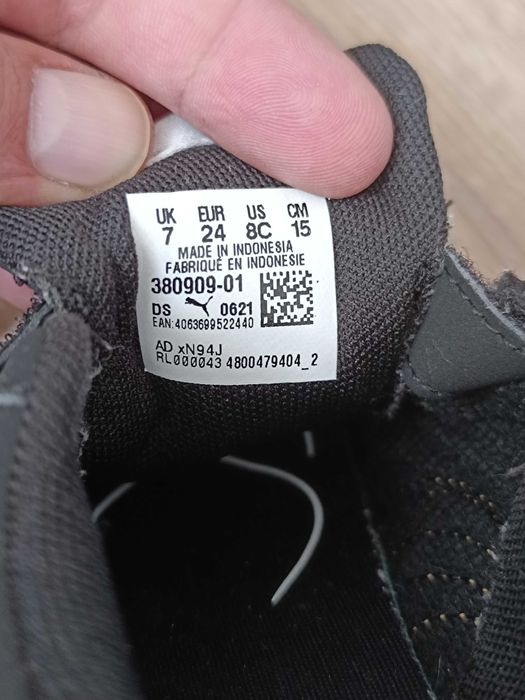 UK EUR US CM
7 24 8C 15
MADE IN INDONESIA
FABRIQUÉ EN INDONESIE
380909-01
DS 0621
EAN:4063699522440
AD xN94J
RL000043 4800479404_2